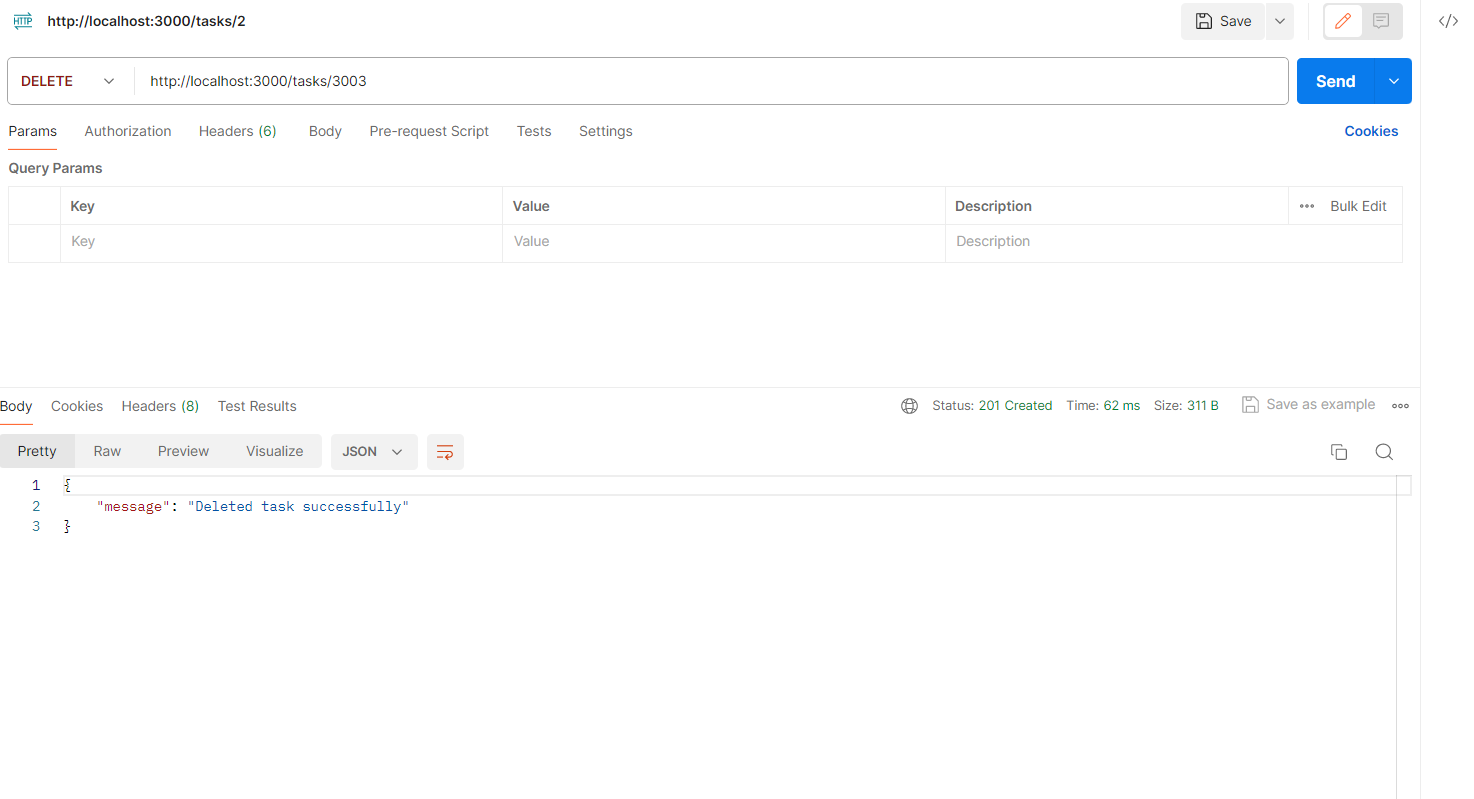 HTTP http://localhost:3000/tasks/2 Save </>
DELETE http://localhost:3000/tasks/3003 Send
Params Authorization Headers (6) Body Pre-request Script Tests Settings Cookies
Query Params
Key Value Description Bulk Edit
Key Value Description
Body Cookies Headers (8) Test Results Status: 201 Created Time: 62 ms Size: 311 B Save as example
Pretty Raw Preview Visualize JSON
1 {
2 "message": "Deleted task successfully"
3 }